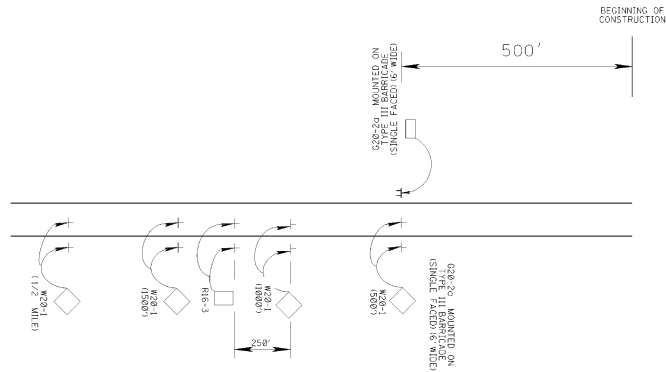 BEGINNING OF
CONSTRUCTION
500'
G20-2a MOUNTED ON
TYPE III BARRICADE
(SINGLE FACED)(6' WIDE)
W20-1
(1/2 MILE)
W20-1
(1500')
R16-3
W20-1
(1000')
250'
W20-1
(500')
G20-2a MOUNTED ON
TYPE III BARRICADE
(SINGLE FACED)(6' WIDE)